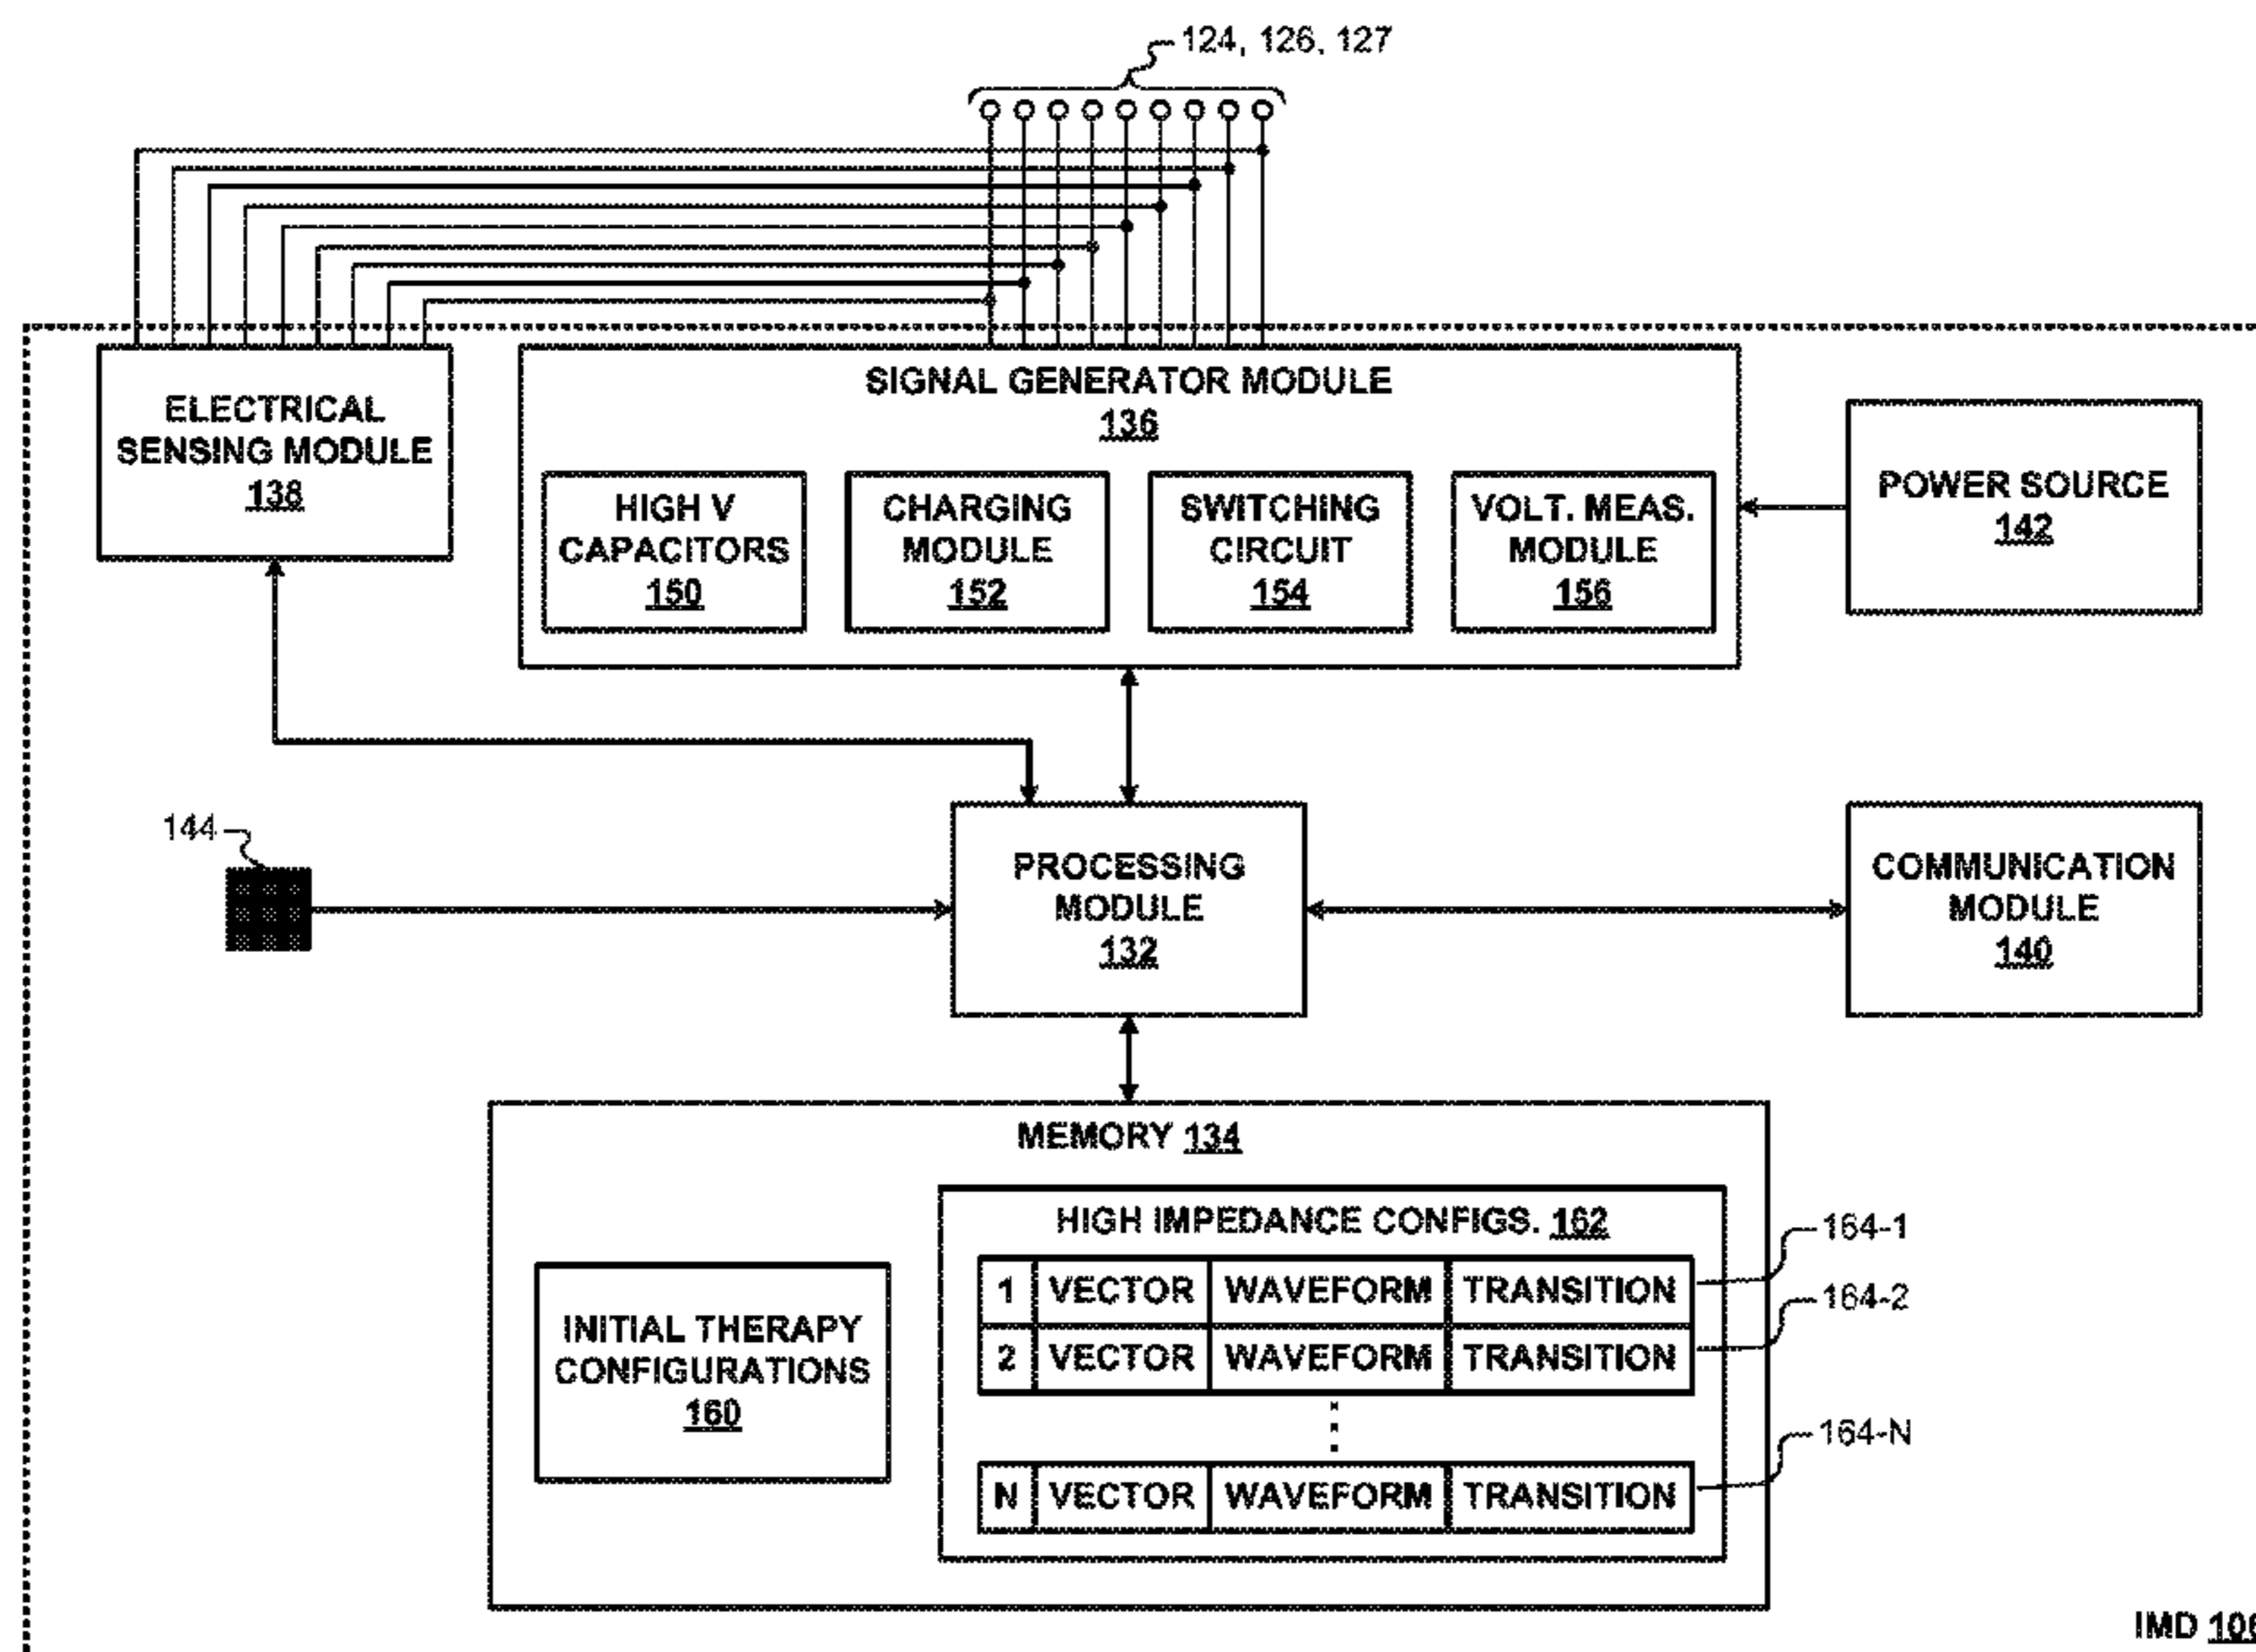 124, 126, 127
ELECTRICAL
SENSING MODULE
138
SIGNAL GENERATOR MODULE
136
HIGH V
CAPACITORS
150
CHARGING
MODULE
152
SWITCHING
CIRCUIT
154
VOLT. MEAS.
MODULE
156
POWER SOURCE
142
144
PROCESSING
MODULE
132
COMMUNICATION
MODULE
140
MEMORY 134
INITIAL THERAPY
CONFIGURATIONS
160
HIGH IMPEDANCE CONFIGS. 162
1 VECTOR WAVEFORM TRANSITION
164-1
2 VECTOR WAVEFORM TRANSITION
164-2
N VECTOR WAVEFORM TRANSITION
164-N
IMD 106